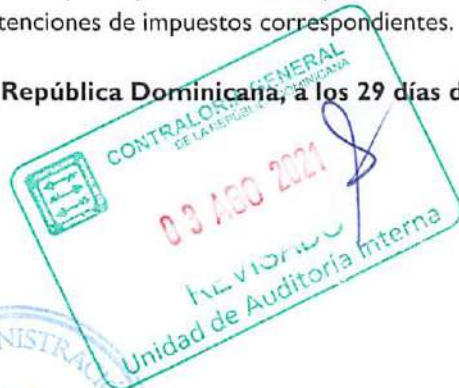 tenciones de impuestos correspondientes.
República Dominicana, a los 29 días d
CONTRALORÍA GENERAL
DE LA REPÚBLICA DOMINICANA
03 AGO 2021
REVISADO
Unidad de Auditoría Interna
NISTRAC